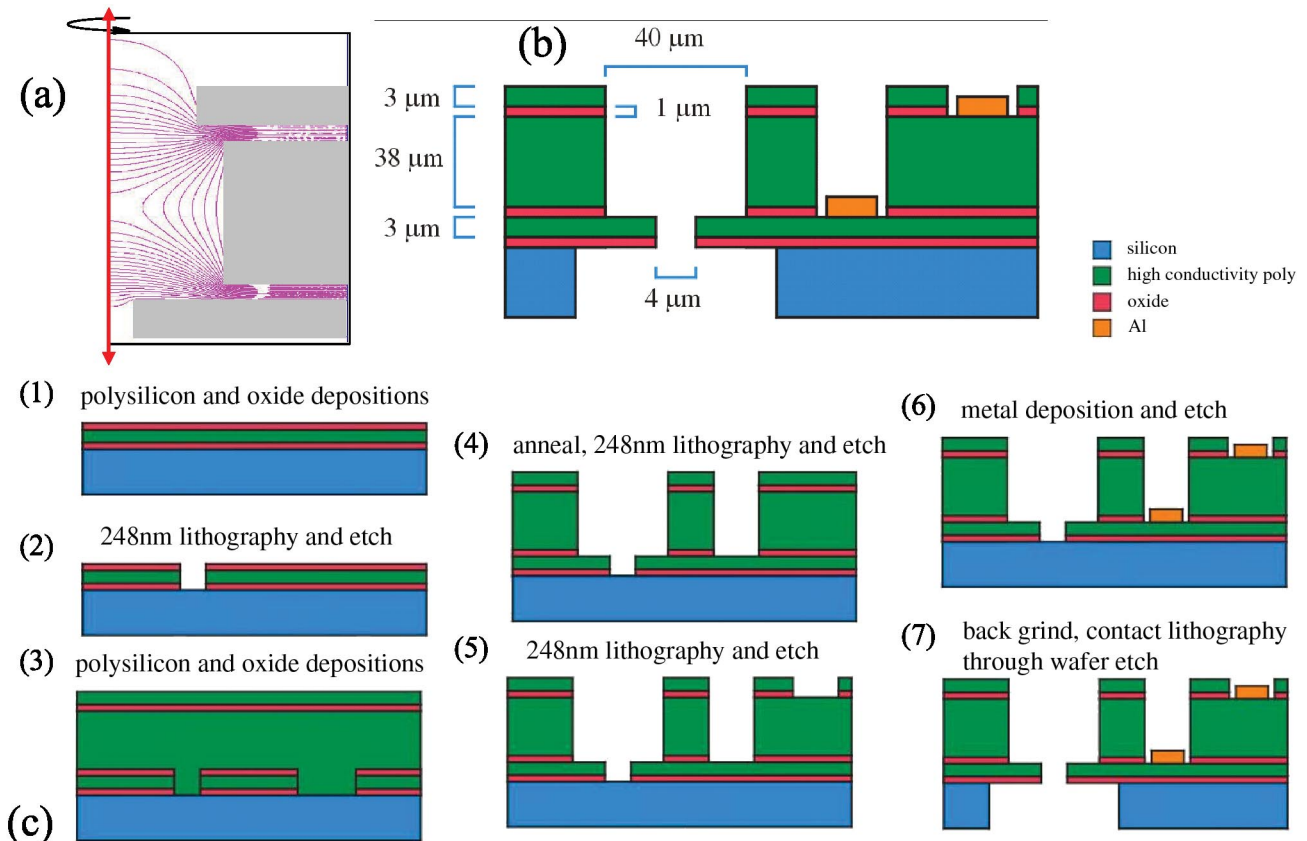 (a)
(b)
40 μm
3 μm
1 μm
38 μm
3 μm
4 μm
silicon
high conductivity poly
oxide
Al
(1)
polysilicon and oxide depositions
(2)
248nm lithography and etch
(3)
polysilicon and oxide depositions
(4)
anneal, 248nm lithography and etch
(5)
248nm lithography and etch
(6)
metal deposition and etch
(7)
back grind, contact lithography
through wafer etch
(c)